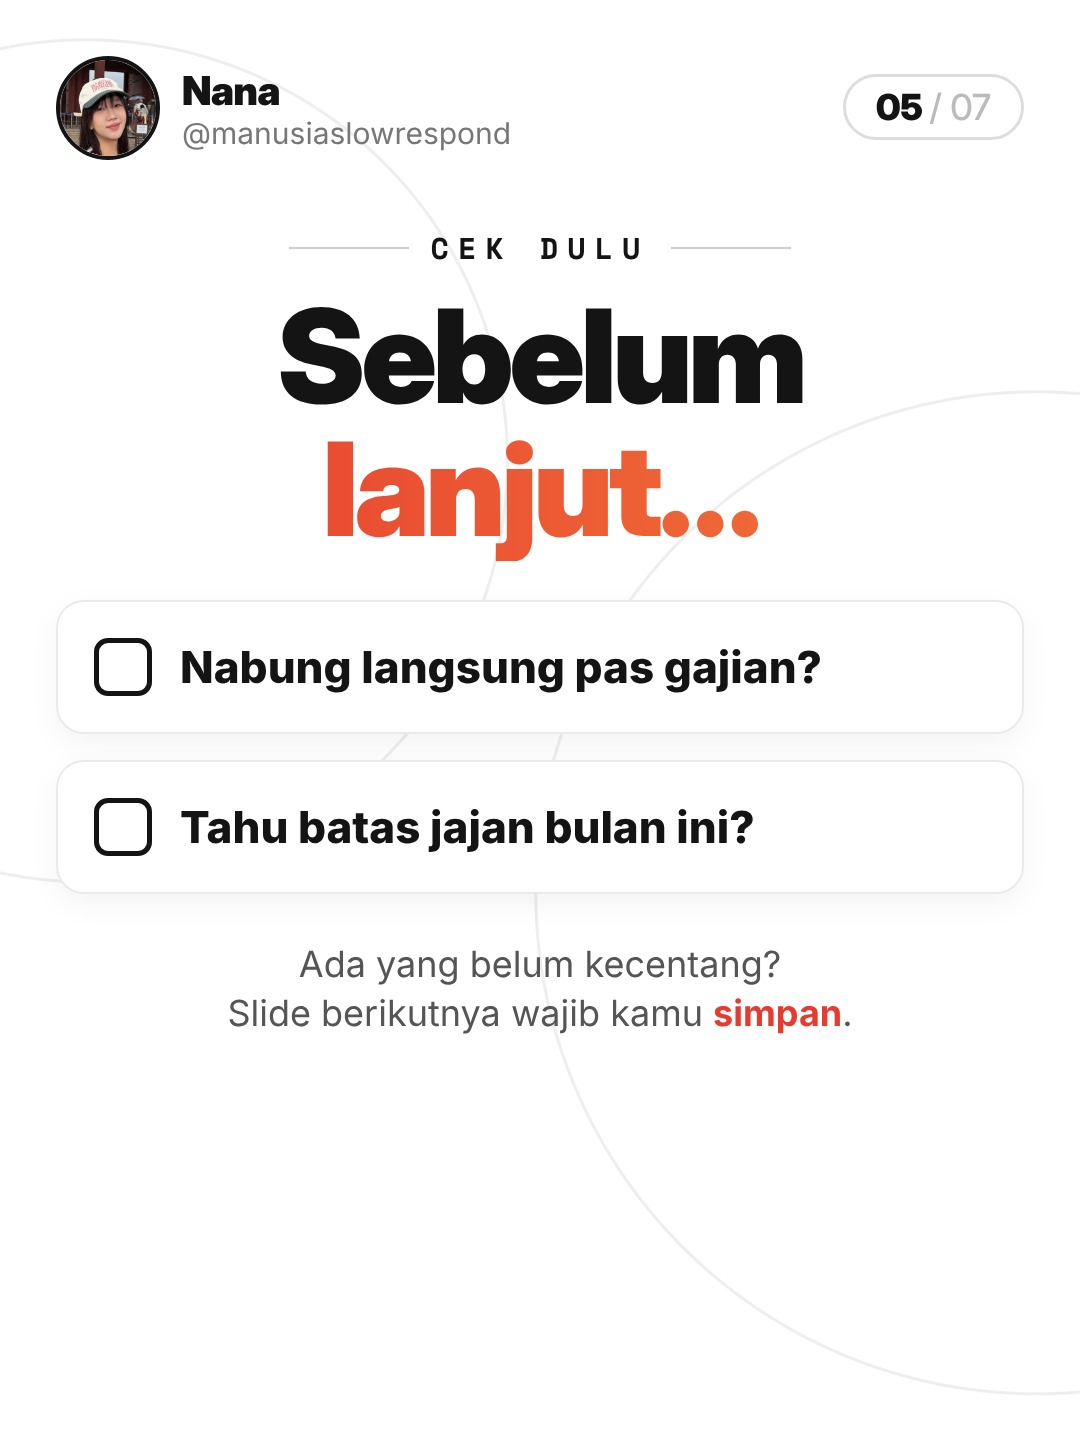 Nana
@manusiaslowrespond
05 / 07
CEK DULU
Sebelum
lanjut...
Nabung langsung pas gajian?
Tahu batas jajan bulan ini?
Ada yang belum kecentang?
Slide berikutnya wajib kamu simpan.